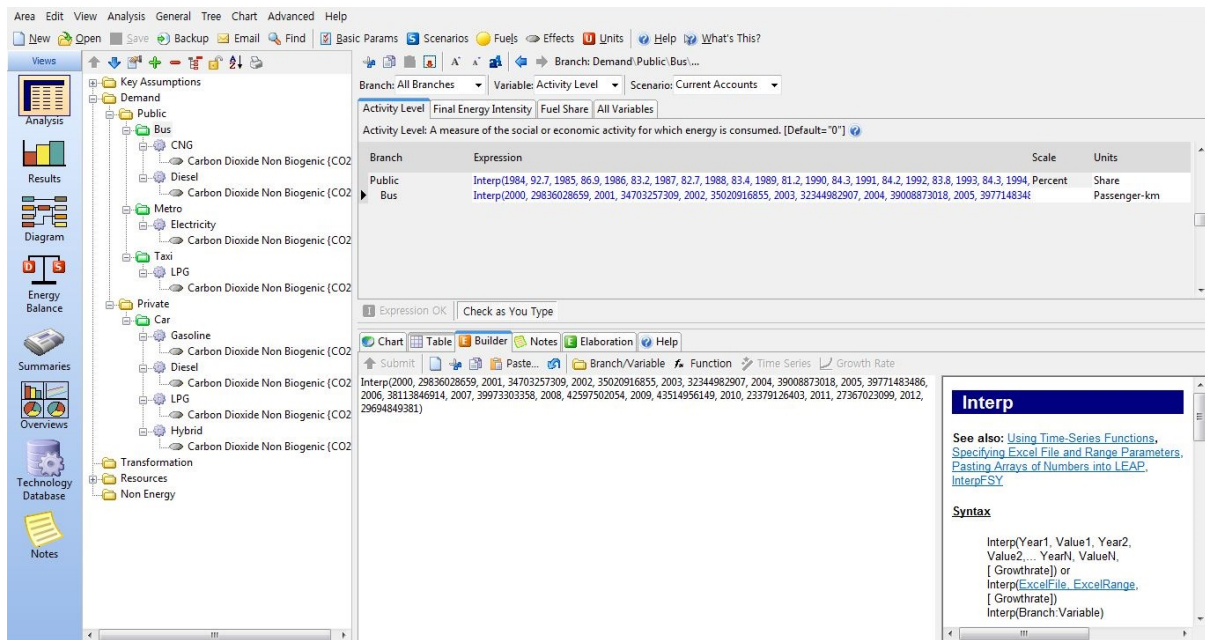 Area Edit View Analysis General Tree Chart Advanced Help
New Open Save Backup Email Find Basic Params Scenarios Fuels Effects Units Help What's This?
Views
Analysis
Results
Diagram
Energy Balance
Summaries
Overviews
Technology Database
Notes
Key Assumptions
Demand
Public
Bus
CNG
Carbon Dioxide Non Biogenic {CO2
Diesel
Carbon Dioxide Non Biogenic {CO2
Metro
Electricity
Carbon Dioxide Non Biogenic {CO2
Taxi
LPG
Carbon Dioxide Non Biogenic {CO2
Private
Car
Gasoline
Carbon Dioxide Non Biogenic {CO2
Diesel
Carbon Dioxide Non Biogenic {CO2
LPG
Carbon Dioxide Non Biogenic {CO2
Hybrid
Carbon Dioxide Non Biogenic {CO2
Transformation
Resources
Non Energy
Branch: Demand\Public\Bus\...
Branch: All Branches Variable: Activity Level Scenario: Current Accounts
Activity Level Final Energy Intensity Fuel Share All Variables
Activity Level: A measure of the social or economic activity for which energy is consumed. [Default="0"]
Branch Expression Scale Units
Public Interp(1984, 92.7, 1985, 86.9, 1986, 83.2, 1987, 82.7, 1988, 83.4, 1989, 81.2, 1990, 84.3, 1991, 84.2, 1992, 83.8, 1993, 84.3, 1994, Percent Share
Bus Interp(2000, 29836028659, 2001, 34703257309, 2002, 35020916855, 2003, 32344982907, 2004, 39008873018, 2005, 3977148348 Passenger-km
Expression OK Check as You Type
Chart Table Builder Notes Elaboration Help
Submit Paste... Branch/Variable Function Time Series Growth Rate
Interp(2000, 29836028659, 2001, 34703257309, 2002, 35020916855, 2003, 32344982907, 2004, 39008873018, 2005, 39771483486,
2006, 38113846914, 2007, 39973303358, 2008, 42597502054, 2009, 43514956149, 2010, 23379126403, 2011, 27367023099, 2012,
29694849381)
Interp
See also: Using Time-Series Functions,
Specifying Excel File and Range Parameters,
Pasting Arrays of Numbers into LEAP,
InterpFSY
Syntax
Interp(Year1, Value1, Year2,
Value2,... YearN, ValueN,
[ Growthrate]) or
Interp(ExcelFile, ExcelRange,
[ Growthrate])
Interp(Branch:Variable)